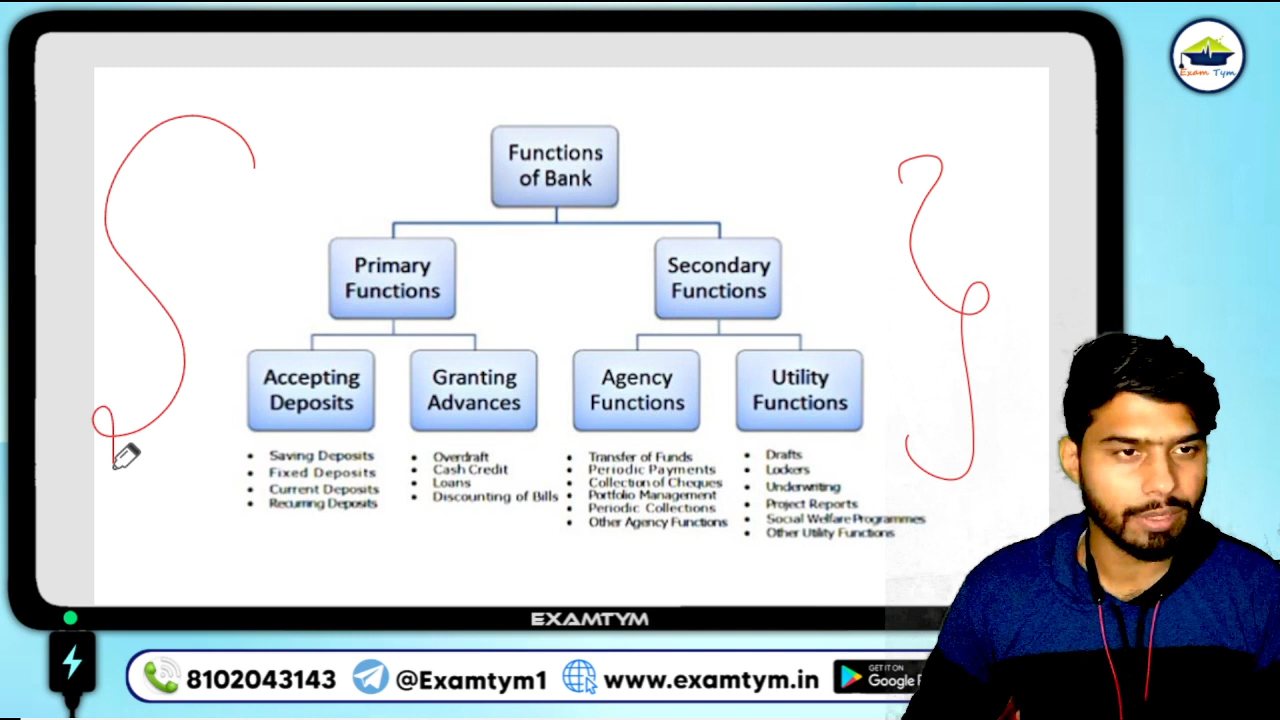 Exam Tym
Functions
of Bank
Primary
Functions
Secondary
Functions
Accepting
Deposits
Granting
Advances
Agency
Functions
Utility
Functions
• Saving Deposits
• Fixed Deposits
• Current Deposits
• Recurring Deposits
• Overdraft
• Cash Credit
• Loans
• Discounting of Bills
• Transfer of Funds
• Periodic Payments
• Collection of Cheques
• Portfolio Management
• Periodic Collections
• Other Agency Functions
• Drafts
• Lockers
• Underwriting
• Project Reports
• Social Welfare Programmes
• Other Utility Functions
EXAMTYM
8102043143 @Examtym1 www.examtym.in
GET IT ON
Google